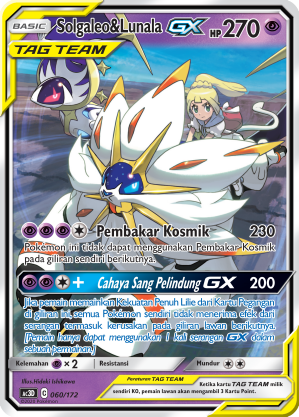 BASIC Solgaleo&Lunala GX HP 270
TAG TEAM
Pembakar Kosmik 230
Pokémon ini tidak dapat menggunakan Pembakar Kosmik
pada giliran sendiri berikutnya.
+ Cahaya Sang Pelindung GX 200
Jika pemain memainkan Kekuatan Penuh Lilie dari Kartu Pegangan
di giliran ini, semua Pokémon sendiri tidak menerima efek dari
serangan termasuk kerusakan pada giliran lawan berikutnya.
(Pemain hanya dapat menggunakan 1 kali serangan GX dalam
suatu permainan.)
Kelemahan ×2 Resistansi Mundur
Illus. Hideki Ishikawa
Peraturan TAG TEAM
Ketika kartu TAG TEAM milik
sendiri KO, pemain lawan akan mengambil 3 Kartu Point.
060/172